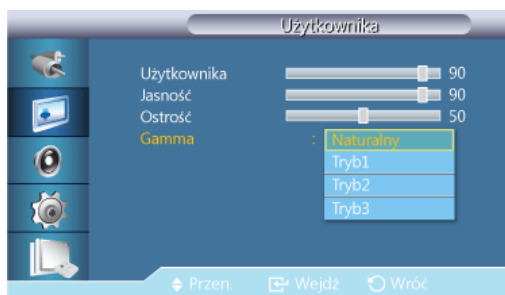 Użytkownika
Użytkownika 90
Jasność 90
Ostrość 50
Gamma : Naturalny
Tryb1
Tryb2
Tryb3
Przen. Wejdź Wróć